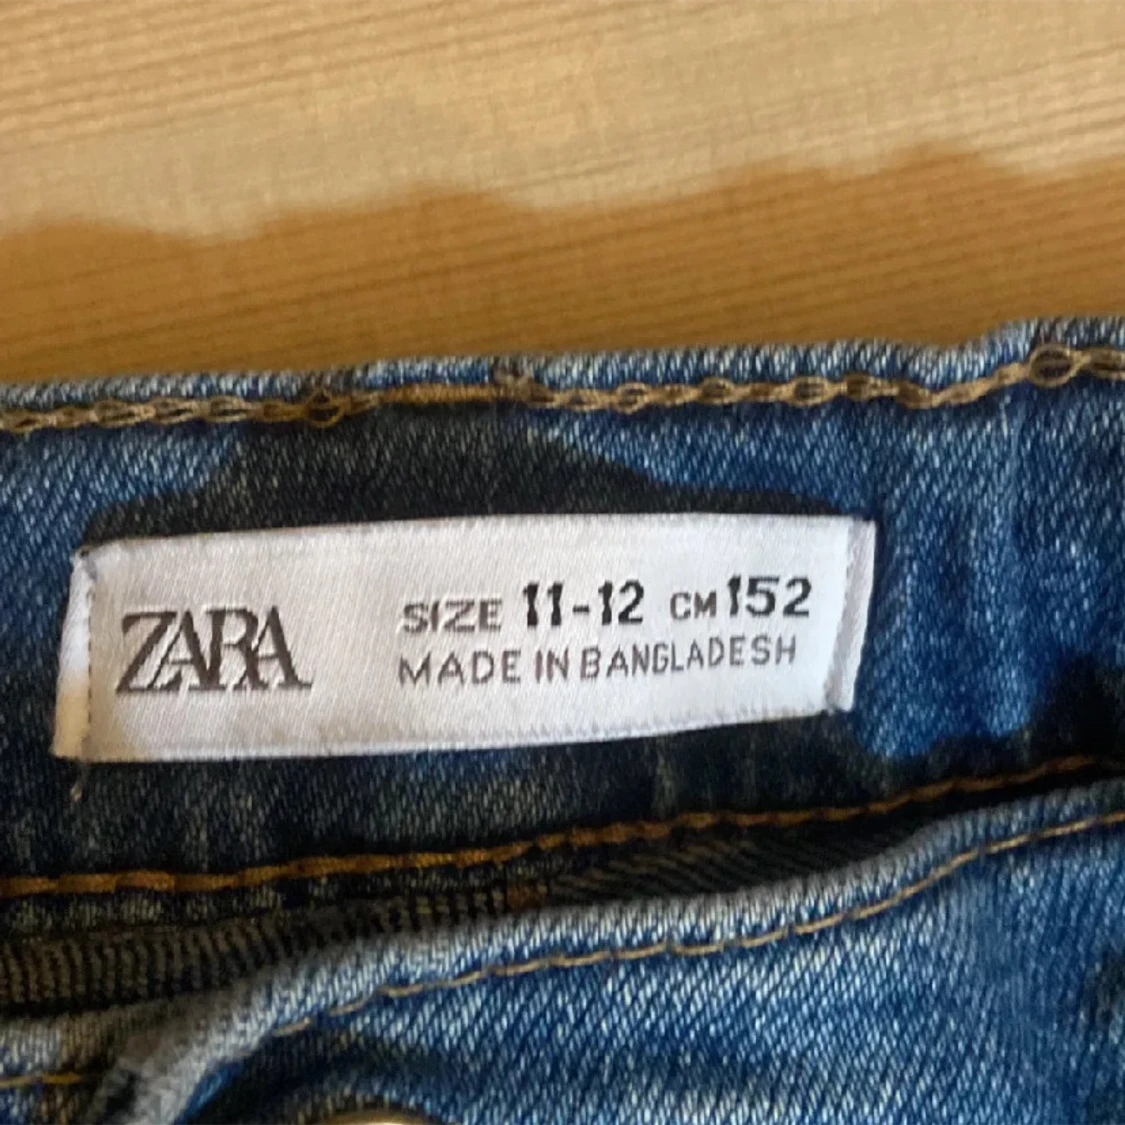 ZARA
SIZE 11-12 CM 152
MADE IN BANGLADESH